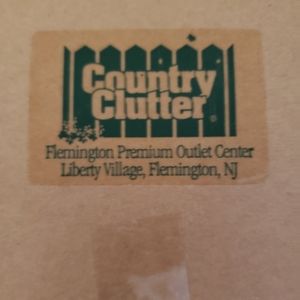 Country
Clutter®
Flemington Premium Outlet Center
Liberty Village, Flemington, NJ